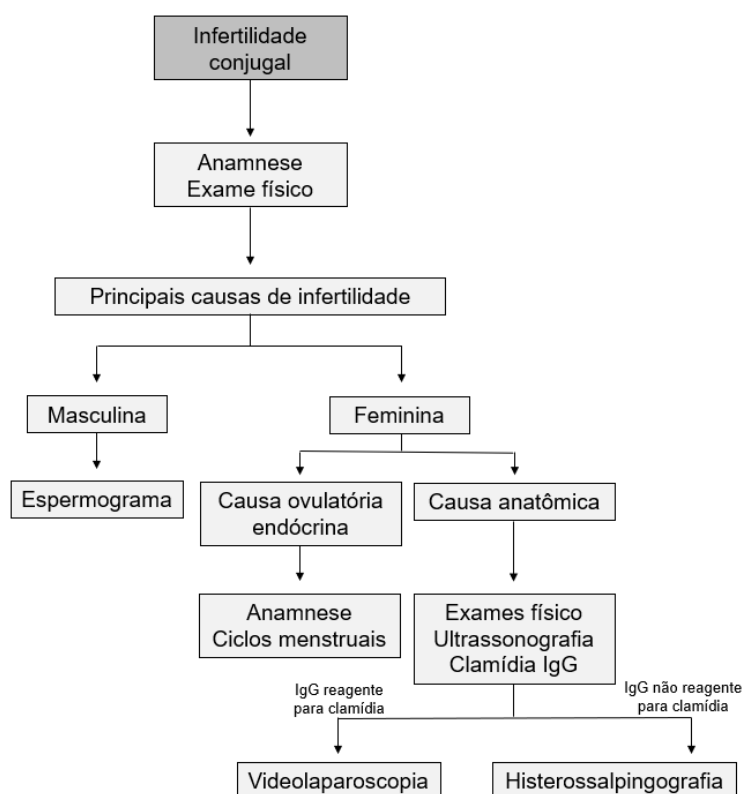 Infertilidade
conjugal
Anamnese
Exame físico
Principais causas de infertilidade
Masculina
Feminina
Espermograma
Causa ovulatória
endócrina
Causa anatômica
Anamnese
Ciclos menstruais
Exames físico
Ultrassonografia
Clamídia IgG
IgG reagente
para clamídia
IgG não reagente
para clamídia
Videolaparoscopia
Histerossalpingografia